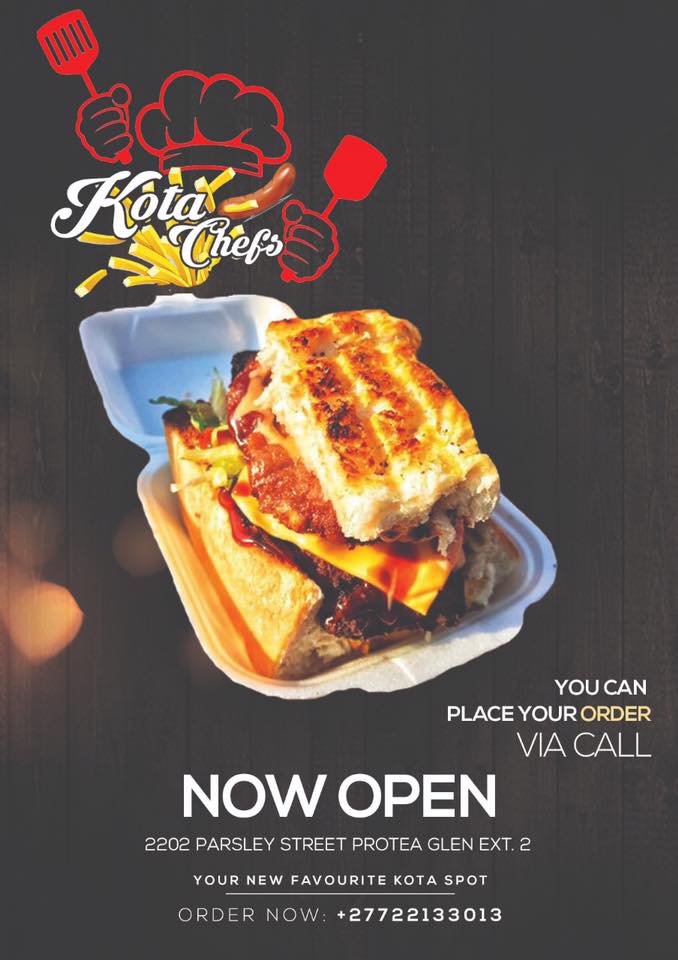 Kota
Chefs
YOU CAN
PLACE YOUR ORDER
VIA CALL
NOW OPEN
2202 PARSLEY STREET PROTEA GLEN EXT. 2
YOUR NEW FAVOURITE KOTA SPOT
ORDER NOW: +27722133013